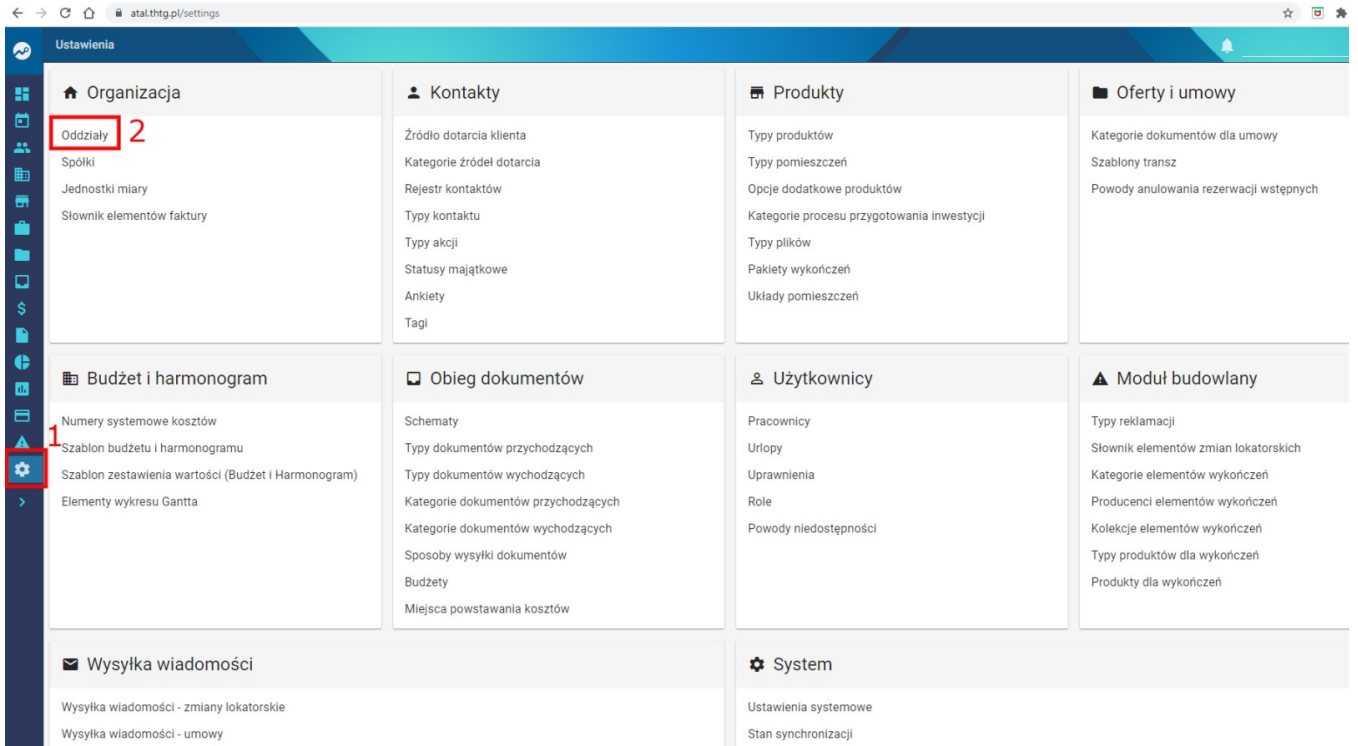 atal.thtg.pl/settings
Ustawienia
Organizacja
Oddziały
2
Spółki
Jednostki miary
Słownik elementów faktury
Kontakty
Źródło dotarcia klienta
Kategorie źródeł dotarcia
Rejestr kontaktów
Typy kontaktu
Typy akcji
Statusy majątkowe
Ankiety
Tagi
Produkty
Typy produktów
Typy pomieszczeń
Opcje dodatkowe produktów
Kategorie procesu przygotowania inwestycji
Typy plików
Pakiety wykończeń
Układy pomieszczeń
Oferty i umowy
Kategorie dokumentów dla umowy
Szablony transz
Powody anulowania rezerwacji wstępnych
Budżet i harmonogram
Numery systemowe kosztów
1
Szablon budżetu i harmonogramu
Szablon zestawienia wartości (Budżet i Harmonogram)
Elementy wykresu Gantta
Obieg dokumentów
Schematy
Typy dokumentów przychodzących
Typy dokumentów wychodzących
Kategorie dokumentów przychodzących
Kategorie dokumentów wychodzących
Sposoby wysyłki dokumentów
Budżety
Miejsca powstawania kosztów
Użytkownicy
Pracownicy
Urlopy
Uprawnienia
Role
Powody niedostępności
Moduł budowlany
Typy reklamacji
Słownik elementów zmian lokatorskich
Kategorie elementów wykończeń
Producenci elementów wykończeń
Kolekcje elementów wykończeń
Typy produktów dla wykończeń
Produkty dla wykończeń
Wysyłka wiadomości
Wysyłka wiadomości - zmiany lokatorskie
Wysyłka wiadomości - umowy
System
Ustawienia systemowe
Stan synchronizacji